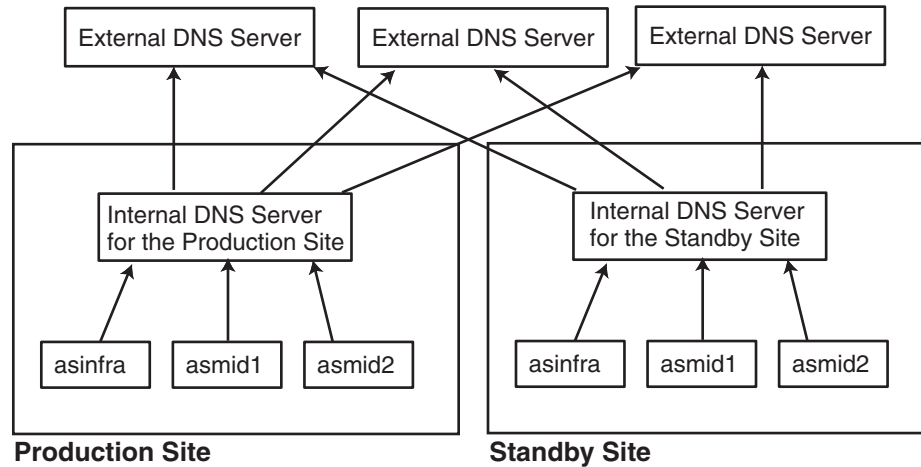 External DNS Server
External DNS Server
External DNS Server
Internal DNS Server
for the Production Site
asinfra
asmid1
asmid2
Production Site
Internal DNS Server
for the Standby Site
asinfra
asmid1
asmid2
Standby Site